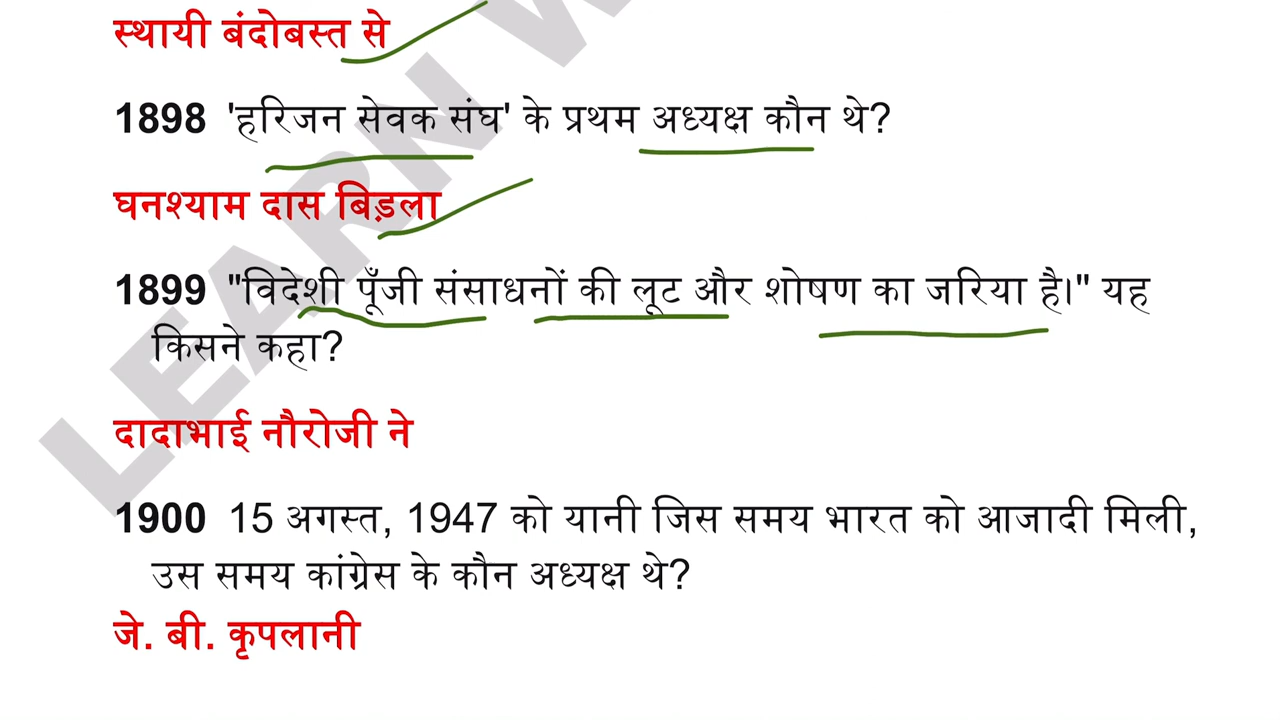 स्थायी बंदोबस्त से
1898 'हरिजन सेवक संघ' के प्रथम अध्यक्ष कौन थे?
घनश्याम दास बिड़ला
1899 "विदेशी पूँजी संसाधनों की लूट और शोषण का जरिया है।" यह
किसने कहा?
दादाभाई नौरोजी ने
1900 15 अगस्त, 1947 को यानी जिस समय भारत को आजादी मिली,
उस समय कांग्रेस के कौन अध्यक्ष थे?
जे. बी. कृपलानी
LEARN W